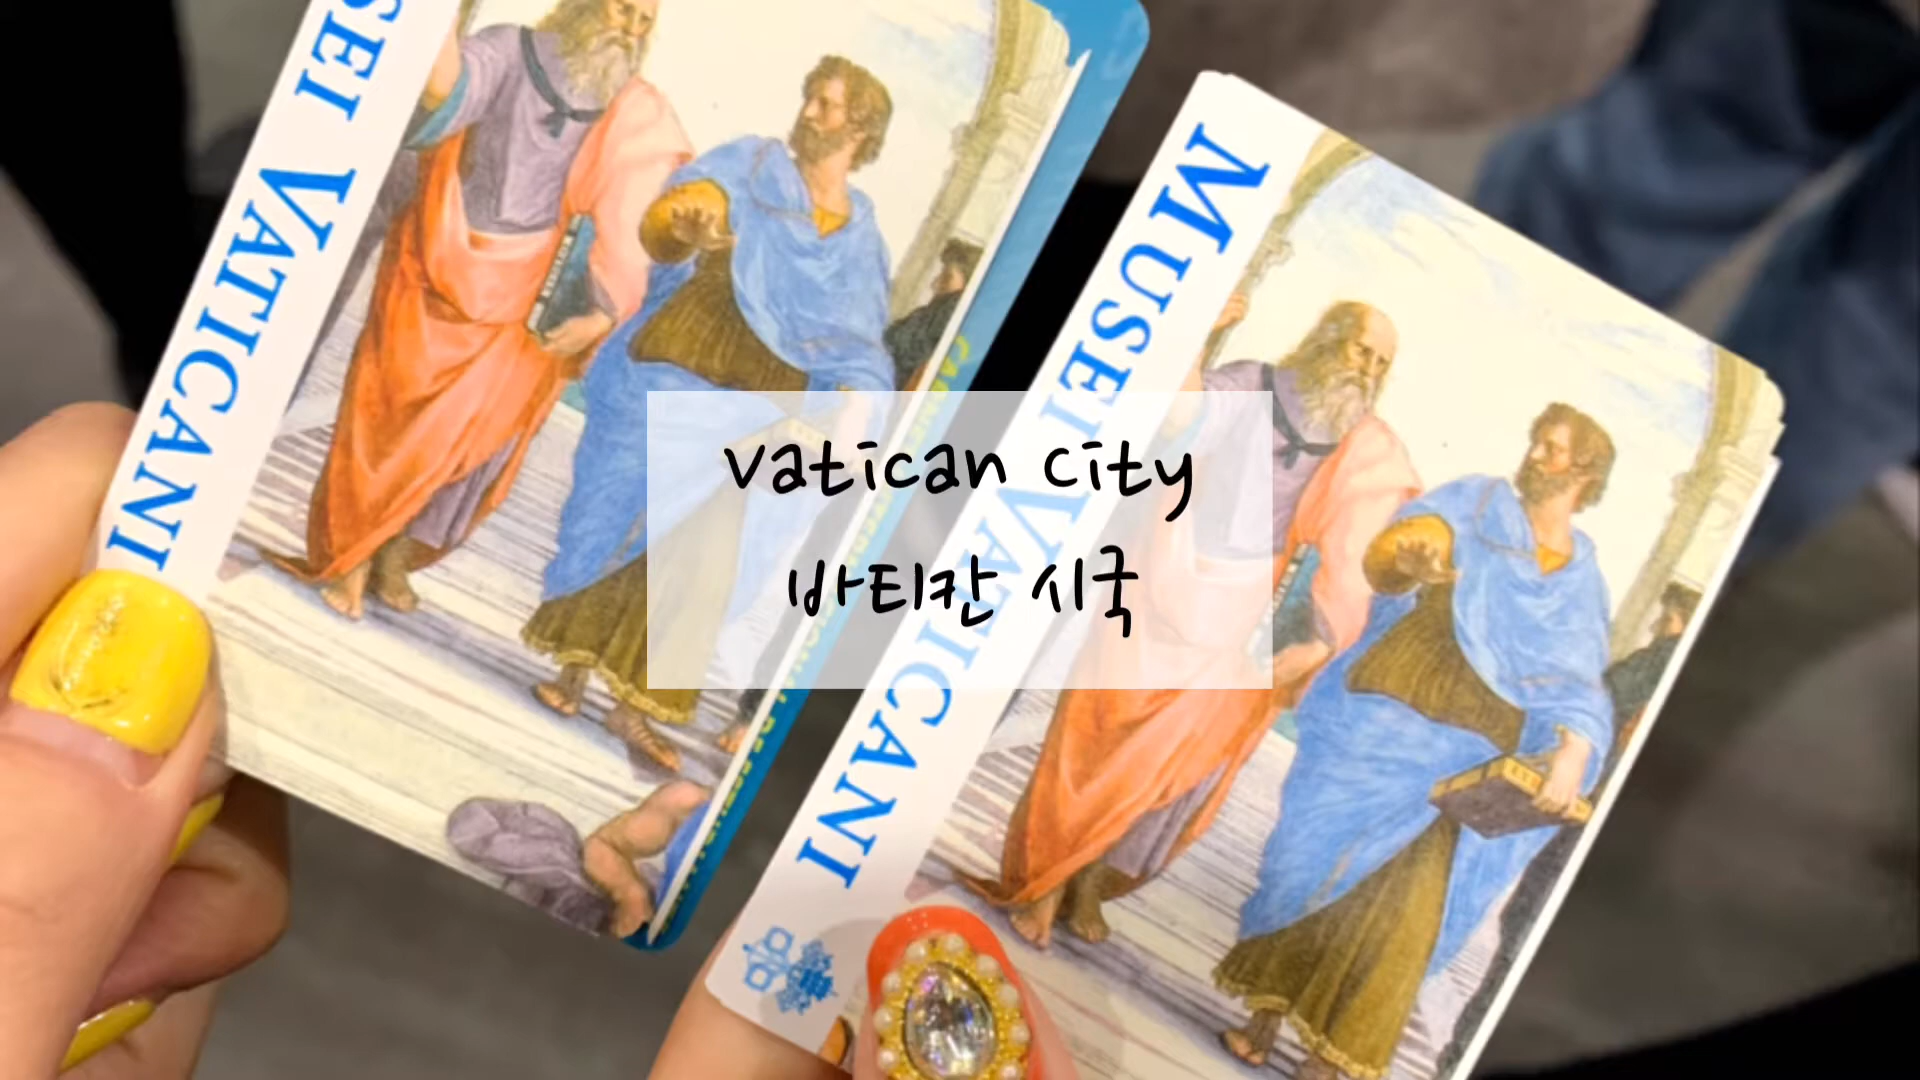 SEI VATICANI
MUSEI VATICANI
vatican city
바티칸 시국